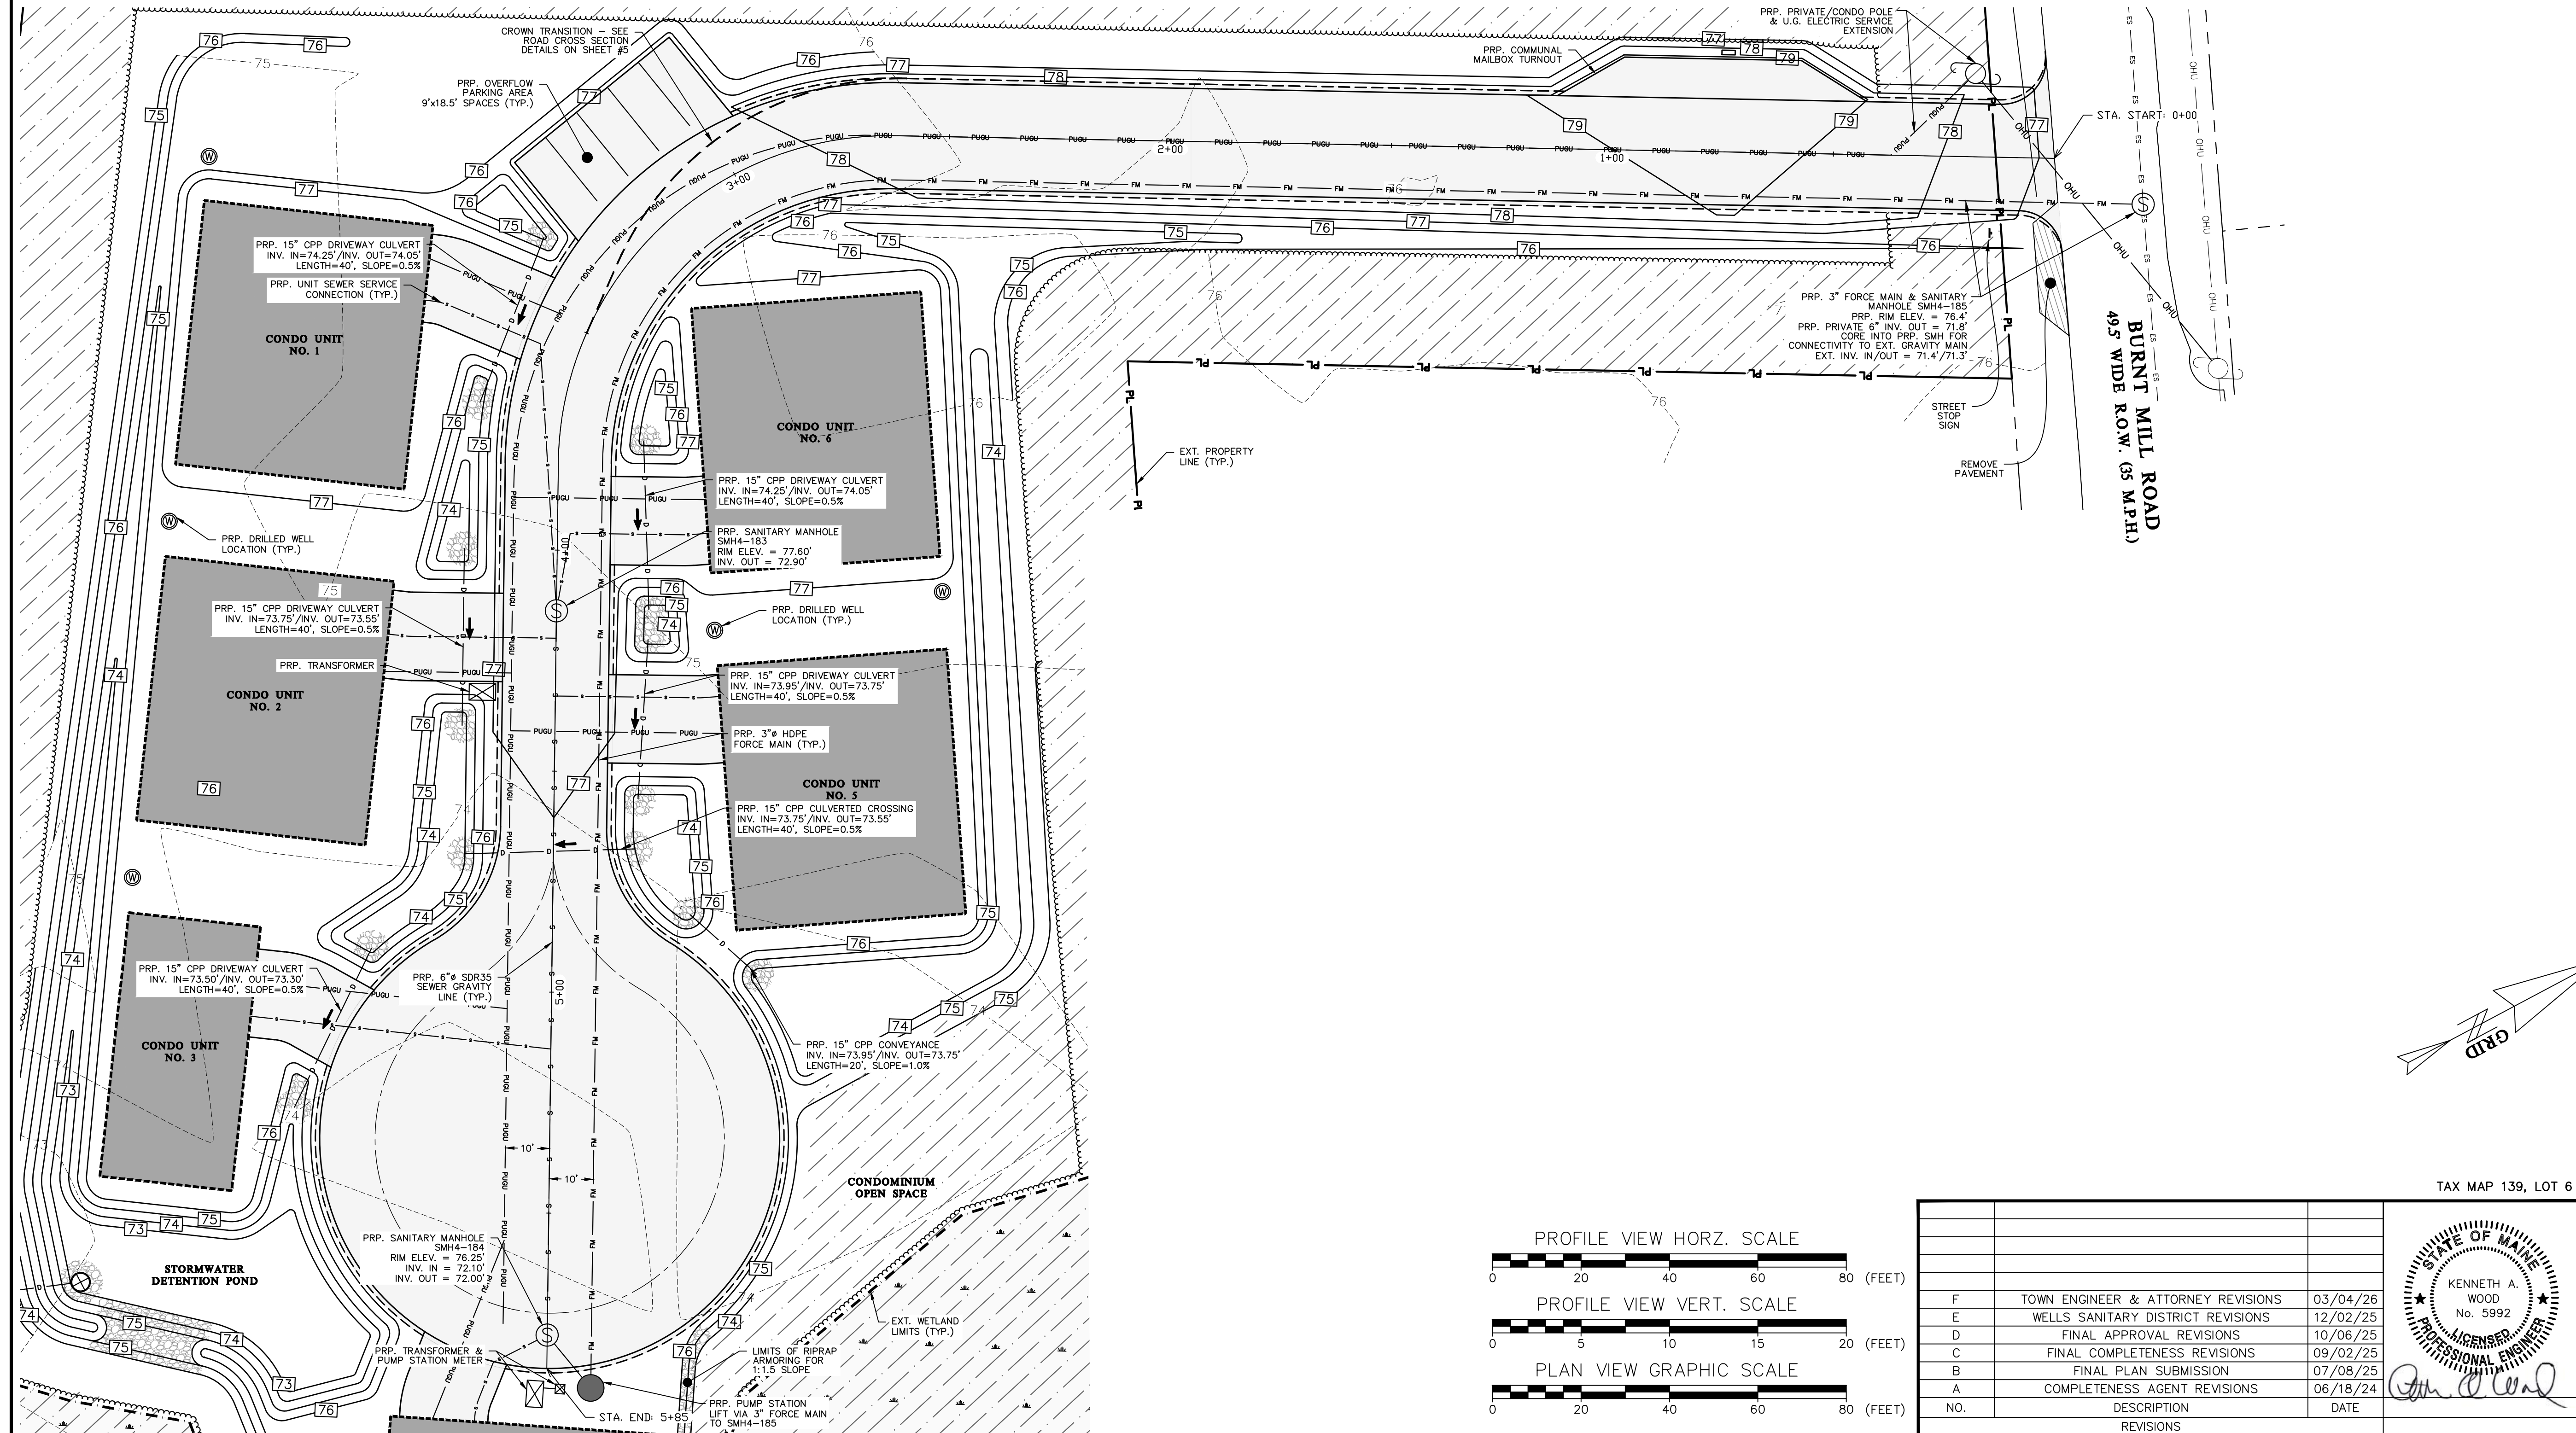 CROWN TRANSITION – SEE
ROAD CROSS SECTION
DETAILS ON SHEET #5
PRP. OVERFLOW
PARKING AREA
9'x18.5' SPACES (TYP.)
PRP. COMMUNAL
MAILBOX TURNOUT
PRP. PRIVATE/CONDO POLE
& U.G. ELECTRIC SERVICE
EXTENSION
STA. START: 0+00
1+00
2+00
3+00
4+00
5+00
PRP. 15" CPP DRIVEWAY CULVERT
INV. IN=74.25'/INV. OUT=74.05'
LENGTH=40', SLOPE=0.5%
PRP. UNIT SEWER SERVICE
CONNECTION (TYP.)
CONDO UNIT
NO. 1
PRP. DRILLED WELL
LOCATION (TYP.)
PRP. 15" CPP DRIVEWAY CULVERT
INV. IN=73.75'/INV. OUT=73.55'
LENGTH=40', SLOPE=0.5%
PRP. TRANSFORMER
CONDO UNIT
NO. 2
PRP. 15" CPP DRIVEWAY CULVERT
INV. IN=73.50'/INV. OUT=73.30'
LENGTH=40', SLOPE=0.5%
PRP. 6"ø SDR35
SEWER GRAVITY
LINE (TYP.)
CONDO UNIT
NO. 3
CONDO UNIT
NO. 6
PRP. 15" CPP DRIVEWAY CULVERT
INV. IN=74.25'/INV. OUT=74.05'
LENGTH=40', SLOPE=0.5%
PRP. SANITARY MANHOLE
SMH4–183
RIM ELEV. = 77.60'
INV. OUT = 72.90'
PRP. DRILLED WELL
LOCATION (TYP.)
PRP. 15" CPP DRIVEWAY CULVERT
INV. IN=73.95'/INV. OUT=73.75'
LENGTH=40', SLOPE=0.5%
PRP. 3"ø HDPE
FORCE MAIN (TYP.)
CONDO UNIT
NO. 5
PRP. 15" CPP CULVERTED CROSSING
INV. IN=73.75'/INV. OUT=73.55'
LENGTH=40', SLOPE=0.5%
PRP. 15" CPP CONVEYANCE
INV. IN=73.95'/INV. OUT=73.75'
LENGTH=20', SLOPE=1.0%
10'
10'
CONDOMINIUM
OPEN SPACE
PRP. SANITARY MANHOLE
SMH4–184
RIM ELEV. = 76.25'
INV. IN = 72.10'
INV. OUT = 72.00'
STORMWATER
DETENTION POND
PRP. TRANSFORMER &
PUMP STATION METER
STA. END: 5+85
PRP. PUMP STATION
LIFT VIA 3" FORCE MAIN
TO SMH4–185
LIMITS OF RIPRAP
ARMORING FOR
1:1.5 SLOPE
EXT. WETLAND
LIMITS (TYP.)
PRP. 3" FORCE MAIN & SANITARY
MANHOLE SMH4–185
PRP. RIM ELEV. = 76.4'
PRP. PRIVATE 6" INV. OUT = 71.8'
CORE INTO PRP. SMH FOR
CONNECTIVITY TO EXT. GRAVITY MAIN
EXT. INV. IN/OUT = 71.4'/71.3'
STREET
STOP
SIGN
REMOVE
PAVEMENT
EXT. PROPERTY
LINE (TYP.)
BURNT MILL ROAD
49.5' WIDE R.O.W. (35 M.P.H.)
GRID
N
TAX MAP 139, LOT 6
PROFILE VIEW HORZ. SCALE
0 20 40 60 80 (FEET)
PROFILE VIEW VERT. SCALE
0 5 10 15 20 (FEET)
PLAN VIEW GRAPHIC SCALE
0 20 40 60 80 (FEET)
F TOWN ENGINEER & ATTORNEY REVISIONS 03/04/26
E WELLS SANITARY DISTRICT REVISIONS 12/02/25
D FINAL APPROVAL REVISIONS 10/06/25
C FINAL COMPLETENESS REVISIONS 09/02/25
B FINAL PLAN SUBMISSION 07/08/25
A COMPLETENESS AGENT REVISIONS 06/18/24
NO. DESCRIPTION DATE
REVISIONS
STATE OF MAINE
KENNETH A.
WOOD
No. 5992
LICENSED
PROFESSIONAL ENGINEER